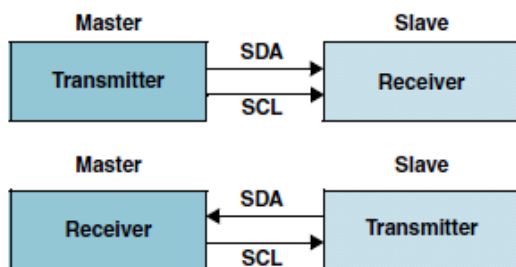 Master Slave
SDA
Transmitter Receiver
SCL
Master Slave
SDA
Receiver Transmitter
SCL